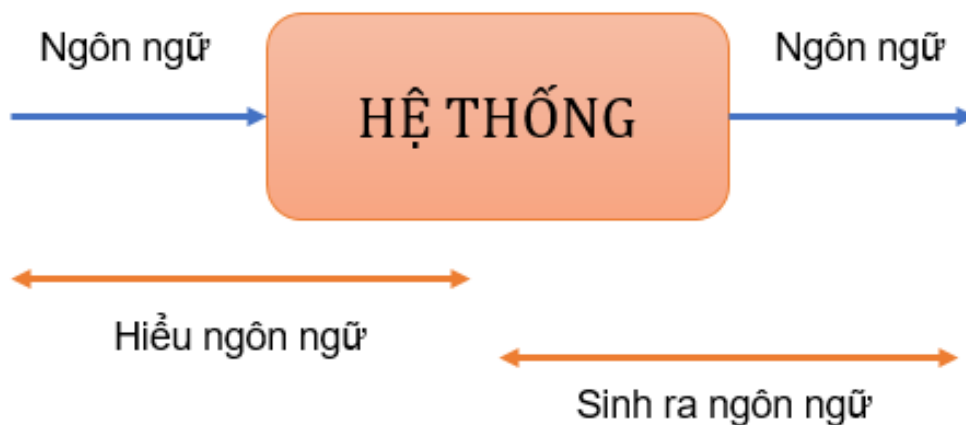 Ngôn ngữ
Ngôn ngữ
HỆ THỐNG
Hiểu ngôn ngữ
Sinh ra ngôn ngữ